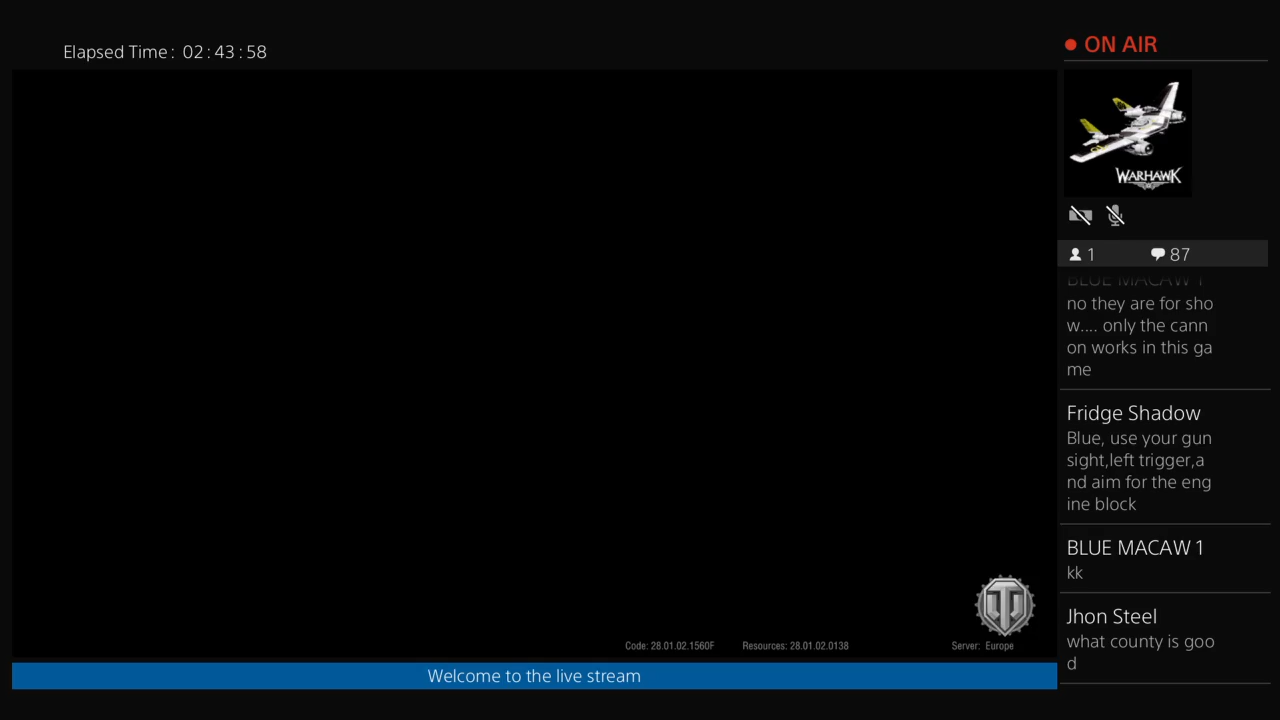 Elapsed Time: 02:43:58
ON AIR
WARHAWK
1
87
BLUE MACAW 1
no they are for sho
w.... only the cann
on works in this ga
me
Fridge Shadow
Blue, use your gun
sight,left trigger,a
nd aim for the eng
ine block
BLUE MACAW 1
kk
Jhon Steel
what county is goo
d
Code: 28.01.02.1560F
Resources: 28.01.02.0138
Server: Europe
Welcome to the live stream